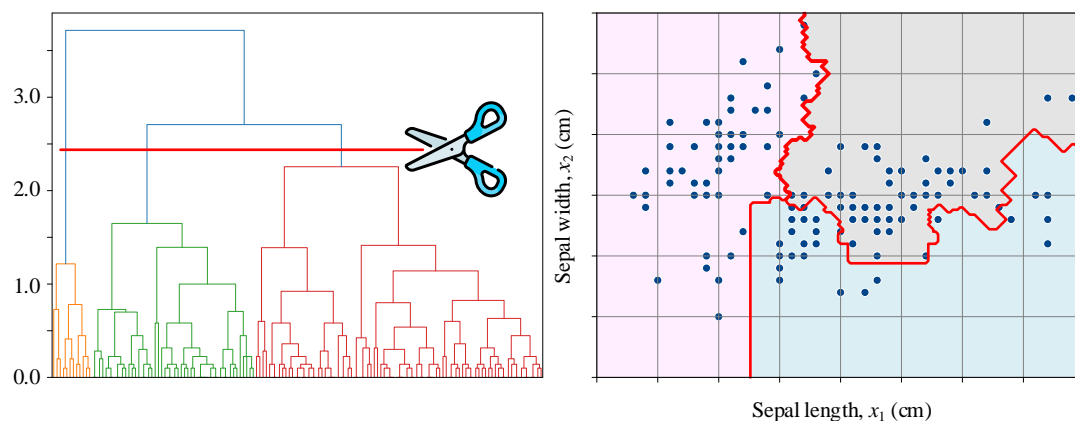 3.0
2.0
1.0
0.0
Sepal width, x₂ (cm)
Sepal length, x₁ (cm)